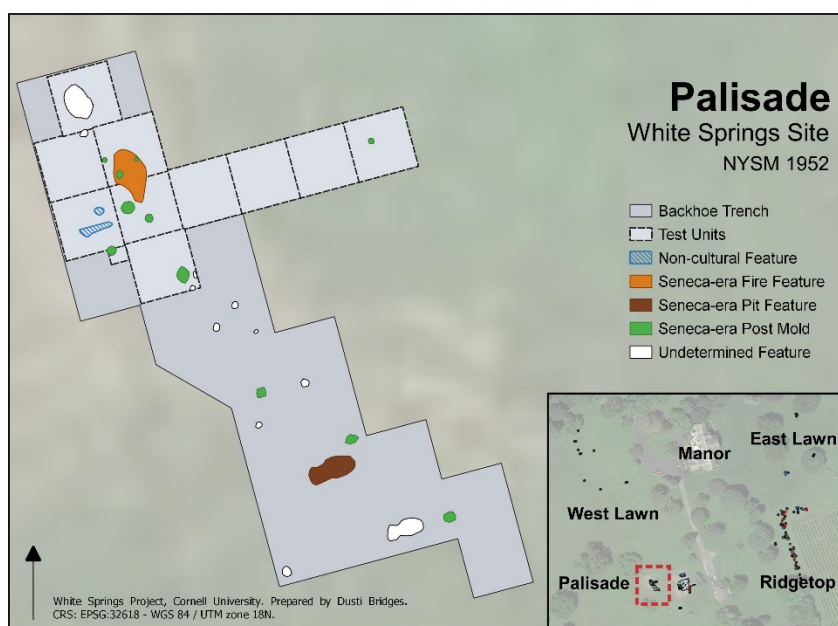 Palisade
White Springs Site
NYSM 1952
Backhoe Trench
Test Units
Non-cultural Feature
Seneca-era Fire Feature
Seneca-era Pit Feature
Seneca-era Post Mold
Undetermined Feature
East Lawn
Manor
West Lawn
Palisade
Ridgetop
White Springs Project, Cornell University. Prepared by Dusti Bridges.
CRS: EPSG:32618 - WGS 84 / UTM zone 18N.